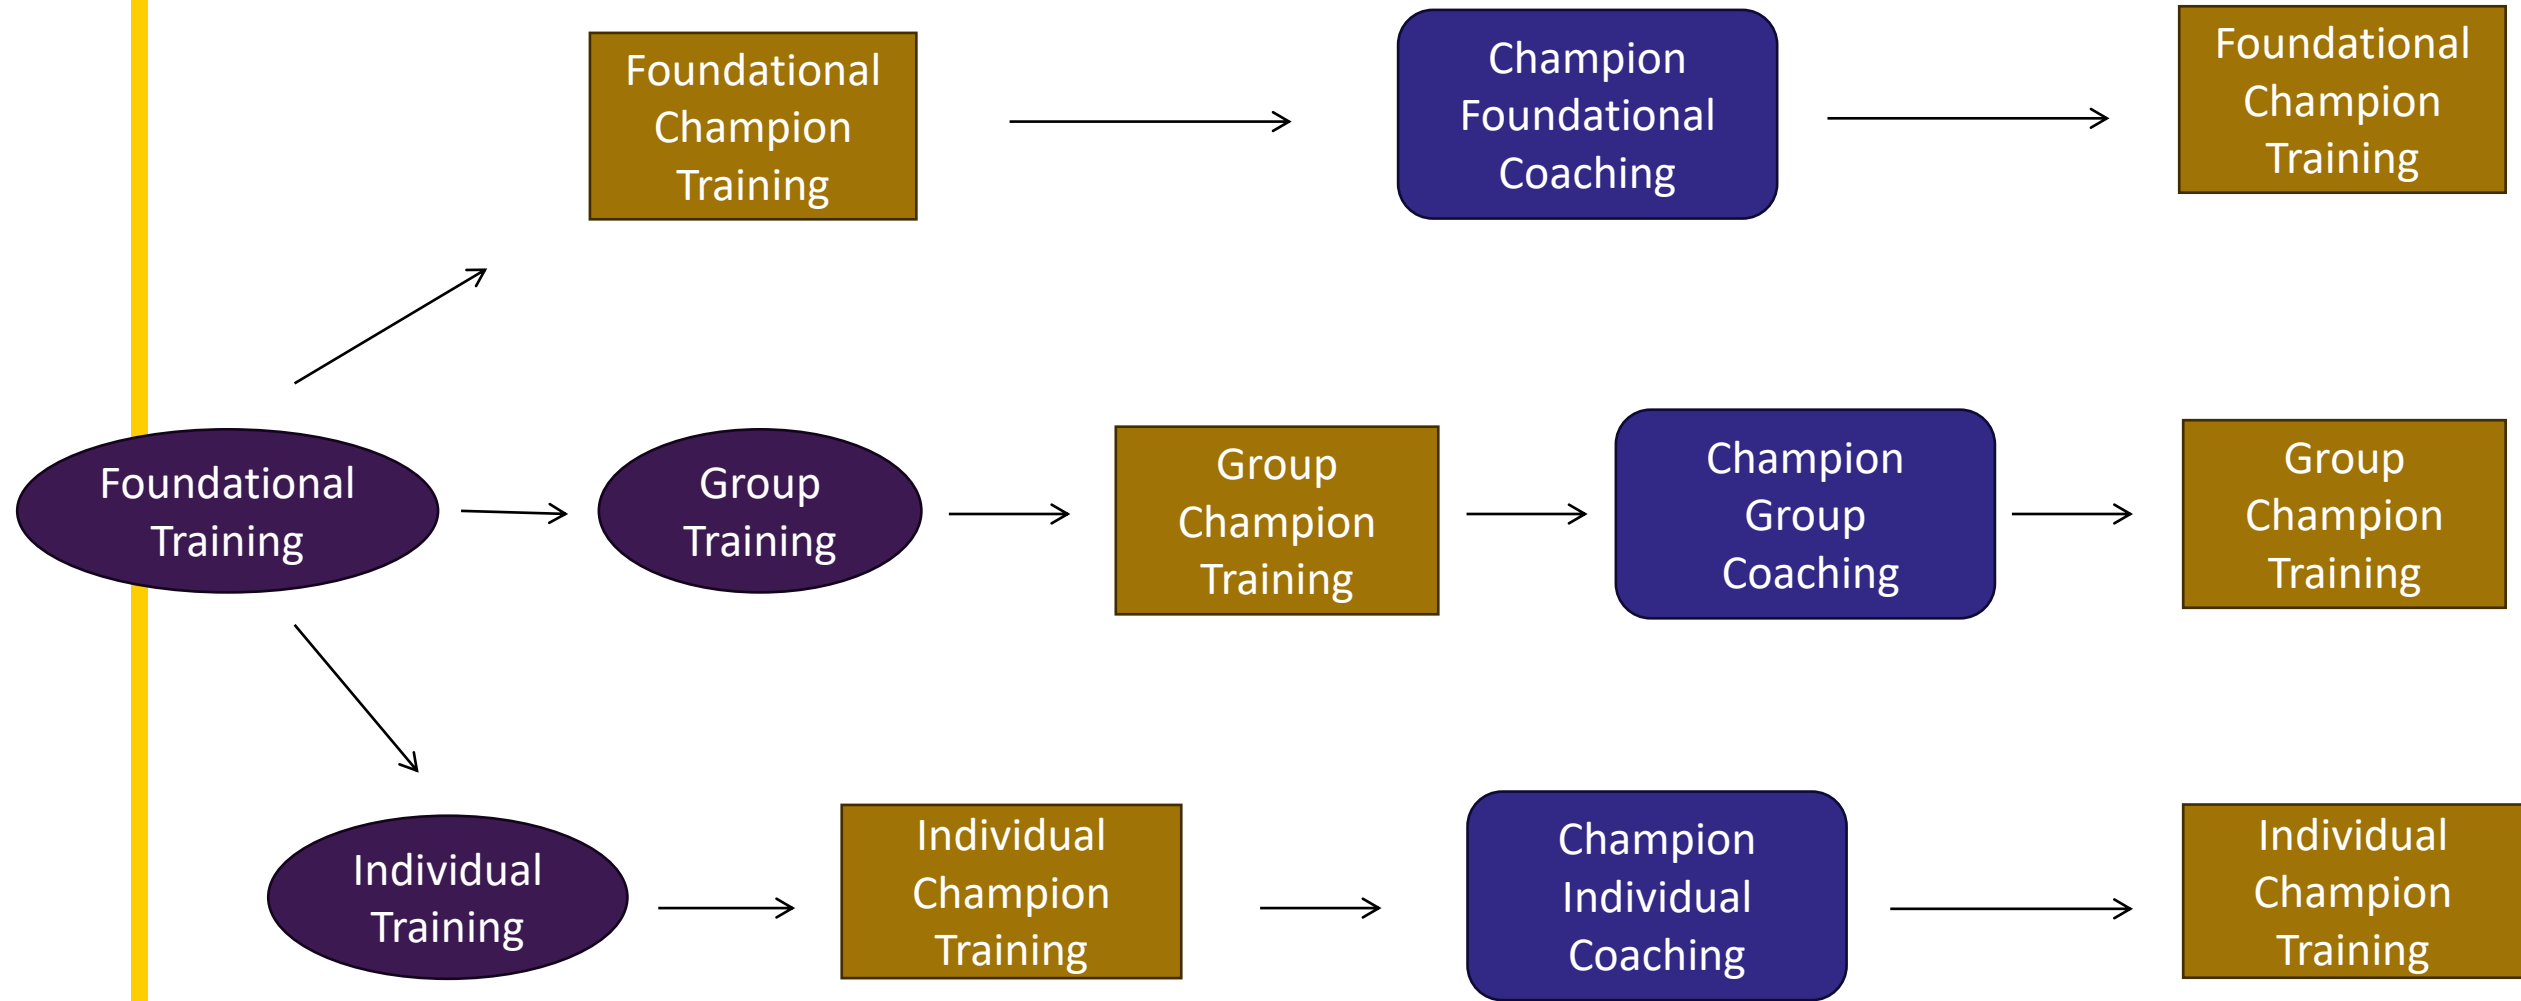 Foundational
Champion
Training
Champion
Foundational
Coaching
Foundational
Champion
Training
Foundational
Training
Group
Training
Group
Champion
Training
Champion
Group
Coaching
Group
Champion
Training
Individual
Training
Individual
Champion
Training
Champion
Individual
Coaching
Individual
Champion
Training